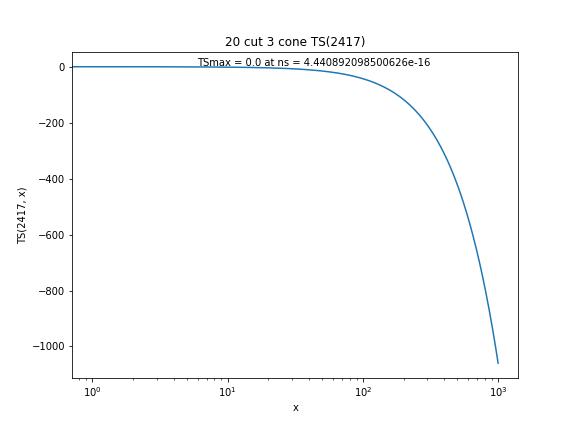 20 cut 3 cone TS(2417)
TSmax = 0.0 at ns = 4.440892098500626e-16
0
−200
−400
−600
−800
−1000
TS(2417, x)
10⁰
10¹
10²
10³
x